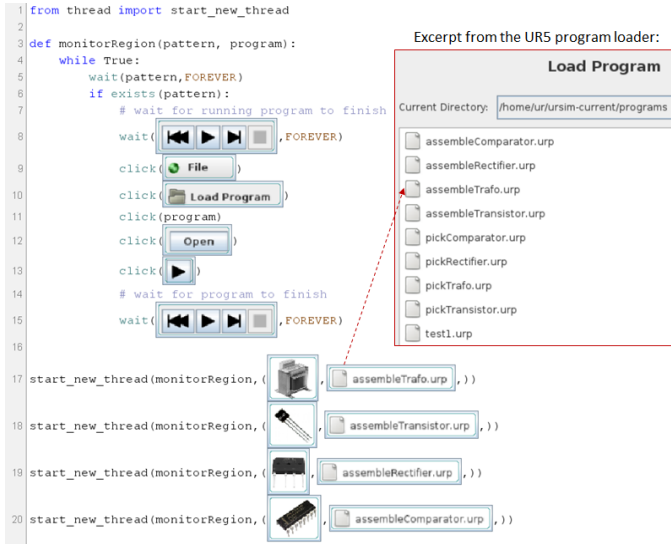 1 from thread import start_new_thread
2
3 def monitorRegion(pattern, program):
4 while True:
5 wait(pattern,FOREVER)
6 if exists(pattern):
7 # wait for running program to finish
8 wait( ,FOREVER)
9 click( File )
10 click( Load Program )
11 click(program)
12 click( Open )
13 click( )
14 # wait for program to finish
15 wait( ,FOREVER)
16
17 start_new_thread(monitorRegion,( , assembleTrafo.urp ,))
18 start_new_thread(monitorRegion,( , assembleTransistor.urp ,))
19 start_new_thread(monitorRegion,( , assembleRectifier.urp ,))
20 start_new_thread(monitorRegion,( , assembleComparator.urp ,))
Excerpt from the UR5 program loader:
Load Program
Current Directory: /home/ur/ursim-current/programs
assembleComparator.urp
assembleRectifier.urp
assembleTrafo.urp
assembleTransistor.urp
pickComparator.urp
pickRectifier.urp
pickTrafo.urp
pickTransistor.urp
test1.urp